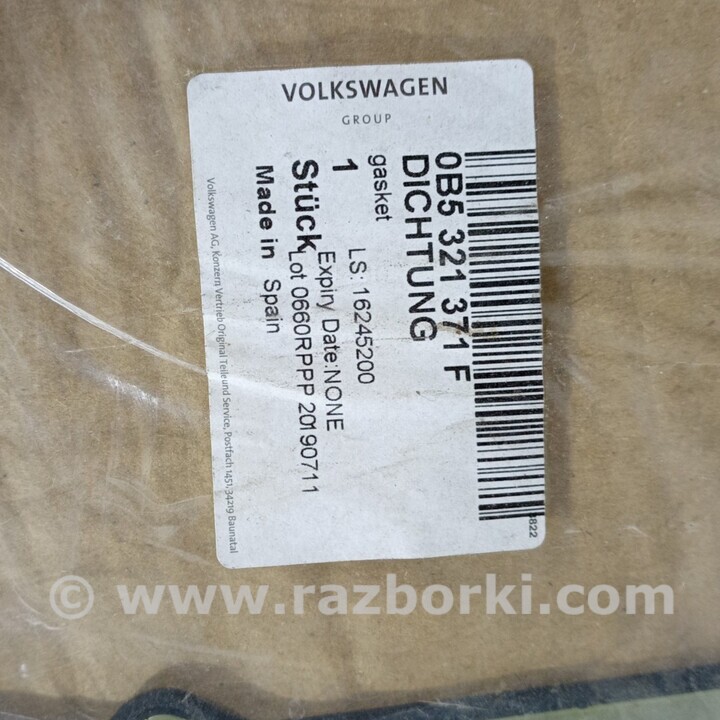 VOLKSWAGEN
GROUP
0B5 321 371 F
DICHTUNG
gasket
1 LS: 16245200
Expiry Date:NONE
Stück Lot 0660RPPP 20190711
Made in Spain
Volkswagen AG, Konzern Vertrieb Original Teile und Service, Postfach 1451, 34219 Baunatal
© www.razborki.com